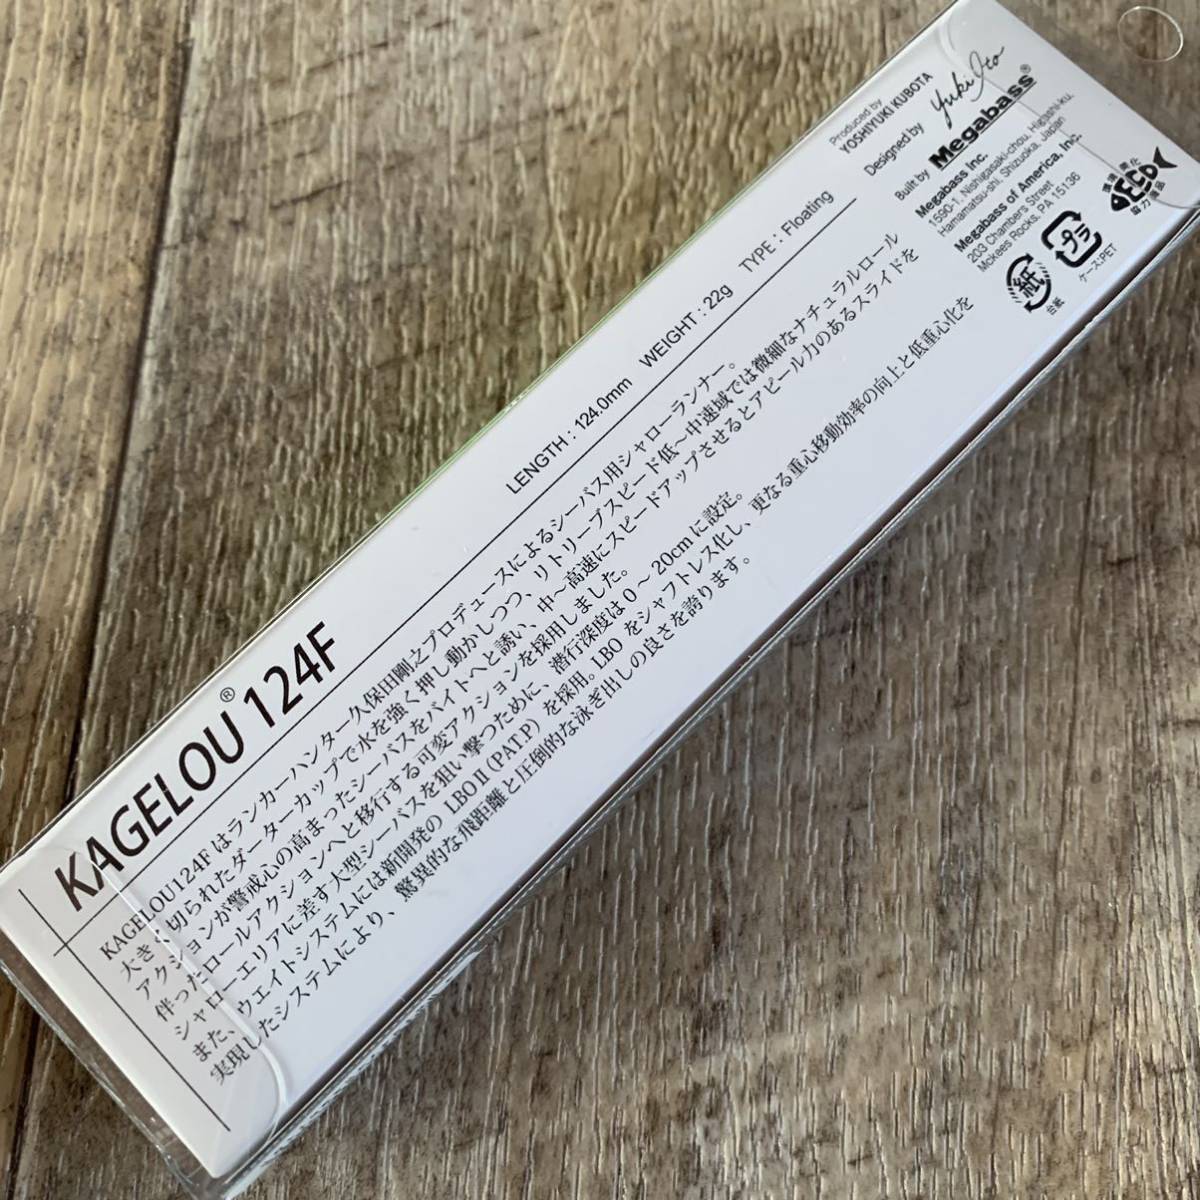 KAGELOU® 124F
LENGTH : 124.0mm WEIGHT : 22g TYPE : Floating
KAGELOU124Fはランカーハンター久保田剛之プロデュースによるシーバス用シャローランナー。
大きく切られたダーターカップで水を強く押し動かしつつ、リトリーブスピード低〜中速域では微細なナチュラルロール
アクションが警戒心の高まったシーバスをバイトへと誘い、中〜高速にスピードアップさせるとアピール力のあるスライドを
伴ったロールアクションへと移行する可変アクションを採用しました。
シャローエリアに差す大型シーバスを狙い撃つために、潜行深度は0〜20cmに設定。
また、ウエイトシステムには新開発のLBOⅡ(PAT.P)を採用。LBOをシャフトレス化し、更なる重心移動効率の向上と低重心化を
実現したシステムにより、驚異的な飛距離と圧倒的な泳ぎ出しの良さを誇ります。
Produced by
YOSHIYUKI KUBOTA
Designed by Yuki Ito
Built by Megabass®
Megabass Inc.
1590-1, Nishigasaki-chou, Higashi-ku,
Hamamatsu-shi, Shizuoka, Japan
Megabass of America, Inc.
203 Chambers Street
Mckees Rocks, PA 15136
紙
台紙
プラ
ケース:PET
環境・美化
ECO
協力商品